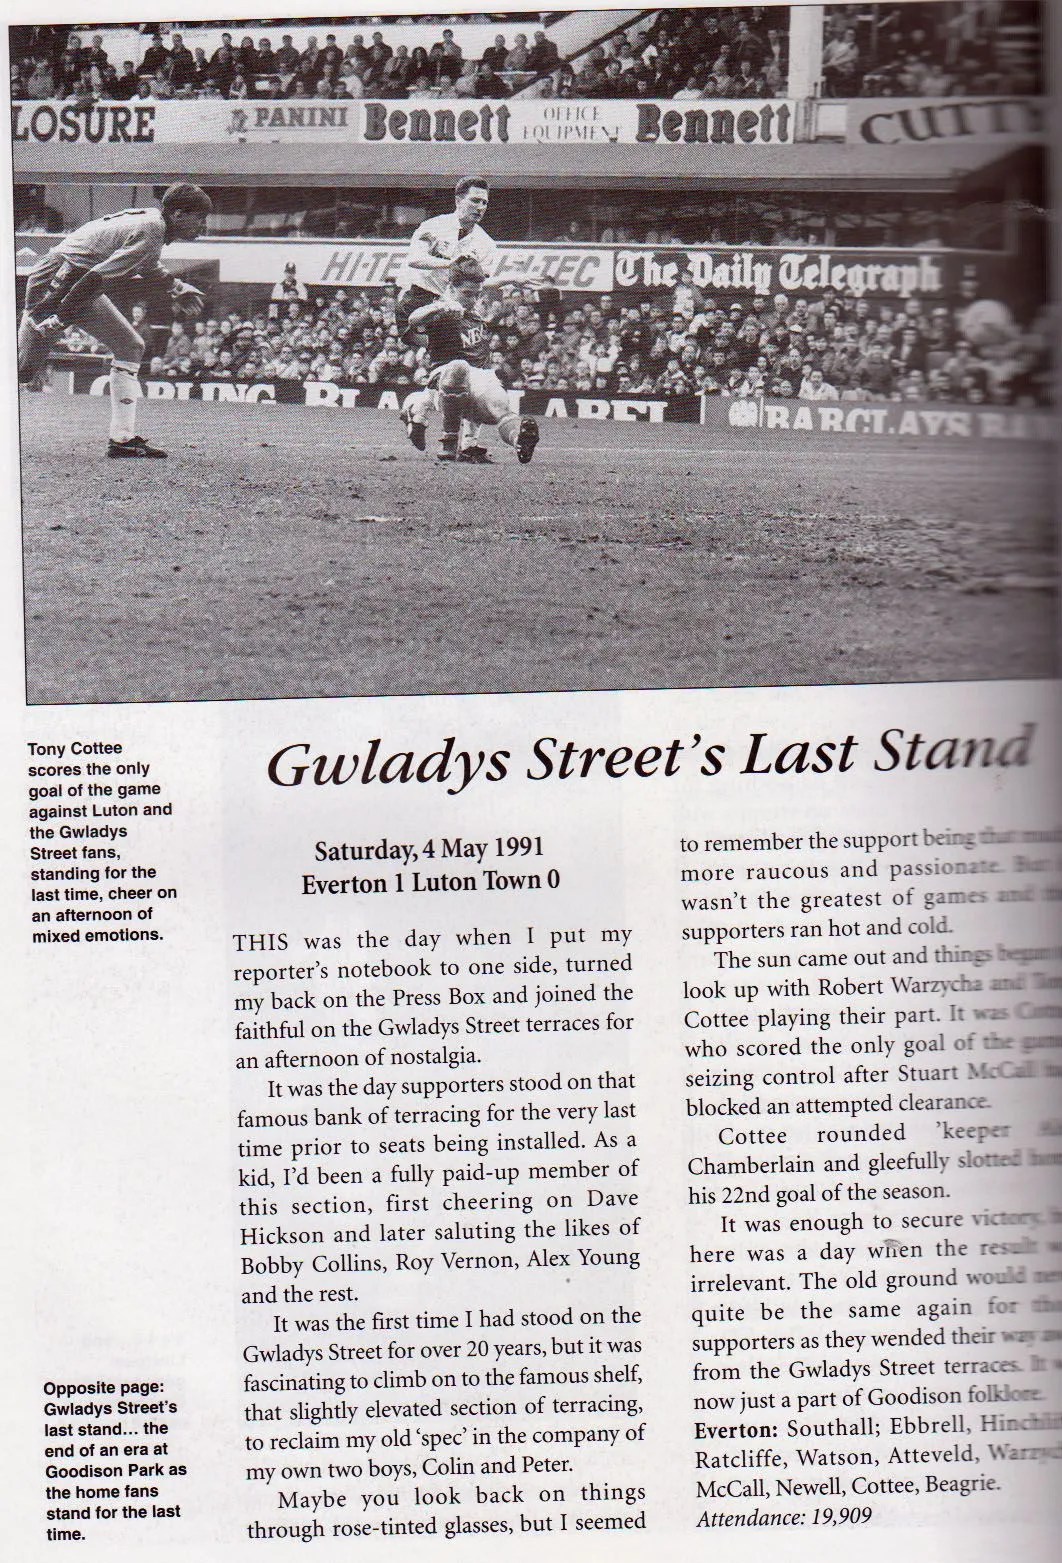 LOSURE
PANINI
Bennett
OFFICE
EQUIPMENT
Bennett
HI-TE
HI-TEC
The Daily Telegraph
NEC
BARCLAYS
Tony Cottee
scores the only
goal of the game
against Luton and
the Gwladys
Street fans,
standing for the
last time, cheer on
an afternoon of
mixed emotions.
Opposite page:
Gwladys Street's
last stand... the
end of an era at
Goodison Park as
the home fans
stand for the last
time.
Gwladys Street's Last Stand
Saturday, 4 May 1991
Everton 1 Luton Town 0
THIS was the day when I put my
reporter's notebook to one side, turned
my back on the Press Box and joined the
faithful on the Gwladys Street terraces for
an afternoon of nostalgia.
It was the day supporters stood on that
famous bank of terracing for the very last
time prior to seats being installed. As a
kid, I'd been a fully paid-up member of
this section, first cheering on Dave
Hickson and later saluting the likes of
Bobby Collins, Roy Vernon, Alex Young
and the rest.
It was the first time I had stood on the
Gwladys Street for over 20 years, but it was
fascinating to climb on to the famous shelf,
that slightly elevated section of terracing,
to reclaim my old 'spec' in the company of
my own two boys, Colin and Peter.
Maybe you look back on things
through rose-tinted glasses, but I seemed
to remember the support being that
more raucous and passionate.
wasn't the greatest of games and
supporters ran hot and cold.
The sun came out and things
look up with Robert Warzycha and
Cottee playing their part. It was
who scored the only goal of the
seizing control after Stuart McCall
blocked an attempted clearance.
Cottee rounded 'keeper
Chamberlain and gleefully slotted
his 22nd goal of the season.
It was enough to secure victory,
here was a day when the result
irrelevant. The old ground would
quite be the same again for
supporters as they wended their way
from the Gwladys Street terraces. It
now just a part of Goodison folklore.
Everton: Southall; Ebbrell,
Ratcliffe, Watson, Atteveld,
McCall, Newell, Cottee, Beagrie.
Attendance: 19,909